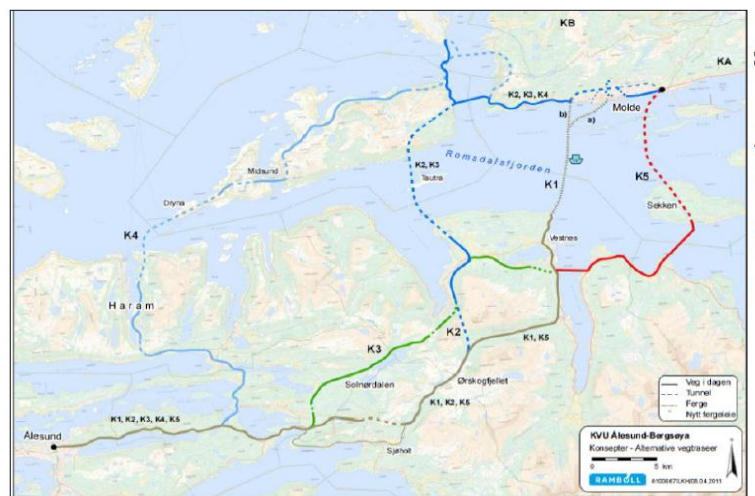 KB
KA
K2, K3, K4
Molde
b)
a)
Romsdalsfjorden
K2, K3
Tautra
K1
K5
Midsund
Sekken
Dryna
K4
Vestnes
Haram
K2
K3
K1, K5
Solnørdalen
Ørskogfjellet
K1, K2, K3, K4, K5
K1, K2, K5
Ålesund
Sjøholt
Veg i dagen
Tunnel
Ferge
Nytt fergeleie
KVU Ålesund-Bergsøya
Konsepter - Alternative vegtraseer
0 5 km
RAMBØLL